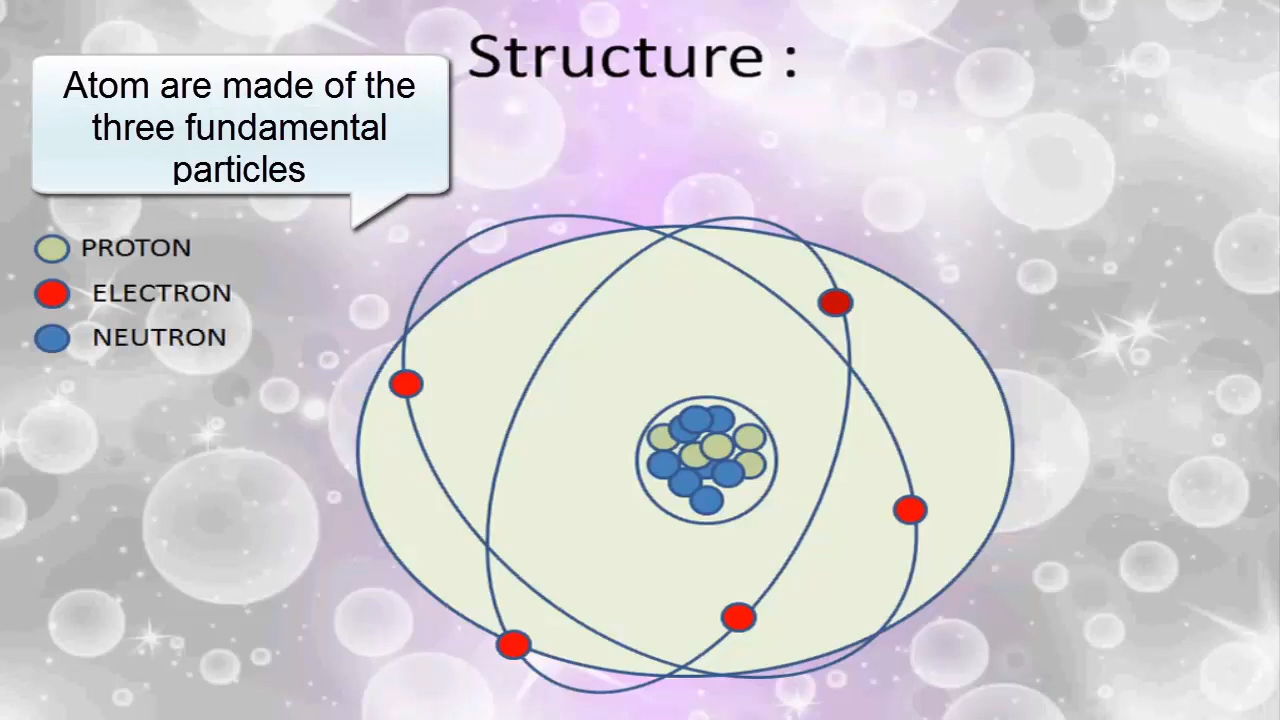 Structure :
Atom are made of the
three fundamental
particles
PROTON
ELECTRON
NEUTRON